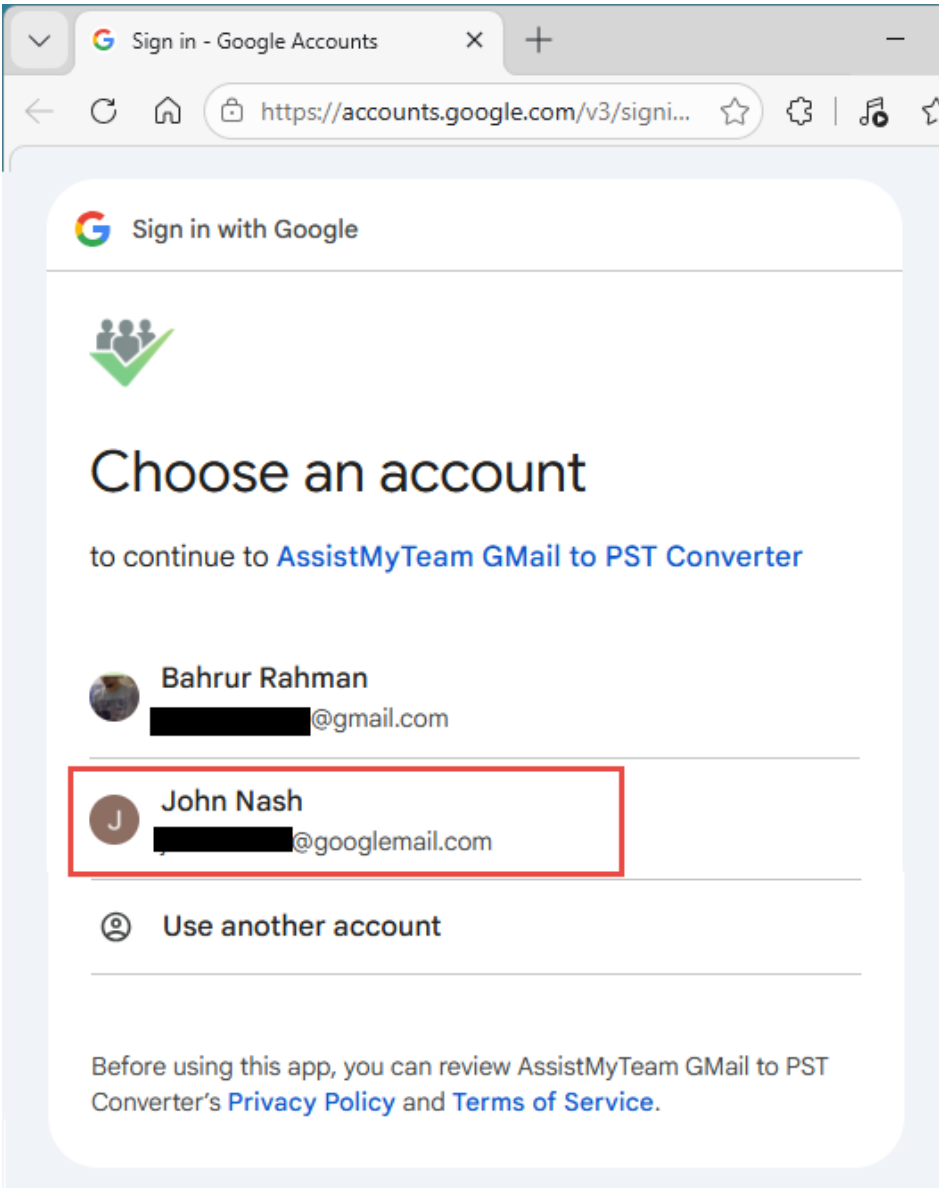 Sign in - Google Accounts
https://accounts.google.com/v3/signi...
Sign in with Google
Choose an account
to continue to AssistMyTeam GMail to PST Converter
Bahrur Rahman
@gmail.com
J
John Nash
@googlemail.com
Use another account
Before using this app, you can review AssistMyTeam GMail to PST
Converter’s Privacy Policy and Terms of Service.